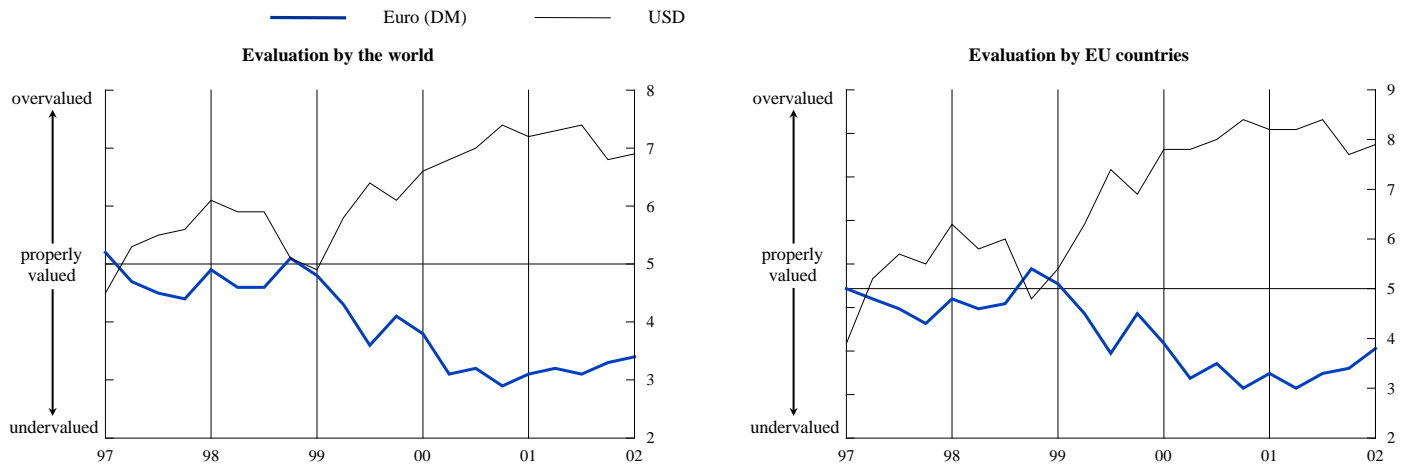 Euro (DM) USD
Evaluation by the world
overvalued
properly
valued
undervalued
8
7
6
5
4
3
2
97 98 99 00 01 02
Evaluation by EU countries
overvalued
properly
valued
undervalued
9
8
7
6
5
4
3
2
97 98 99 00 01 02